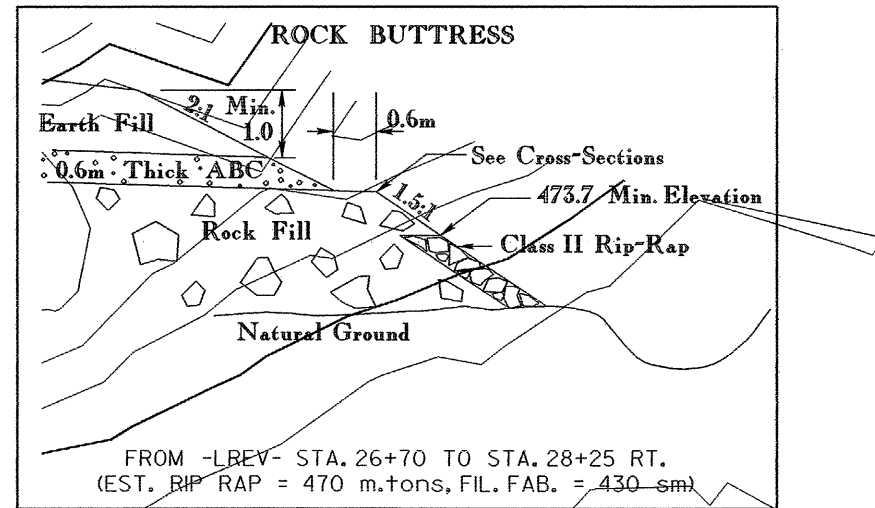 ROCK BUTTRESS
2:1
Min.
1.0
0.6m
Earth Fill
See Cross-Sections
0.6m Thick ABC
1.5:1
473.7 Min. Elevation
Rock Fill
Class II Rip-Rap
Natural Ground
FROM -LREV- STA. 26+70 TO STA. 28+25 RT.
(EST. RIP RAP = 470 m.tons, FIL. FAB. = 430 sm)